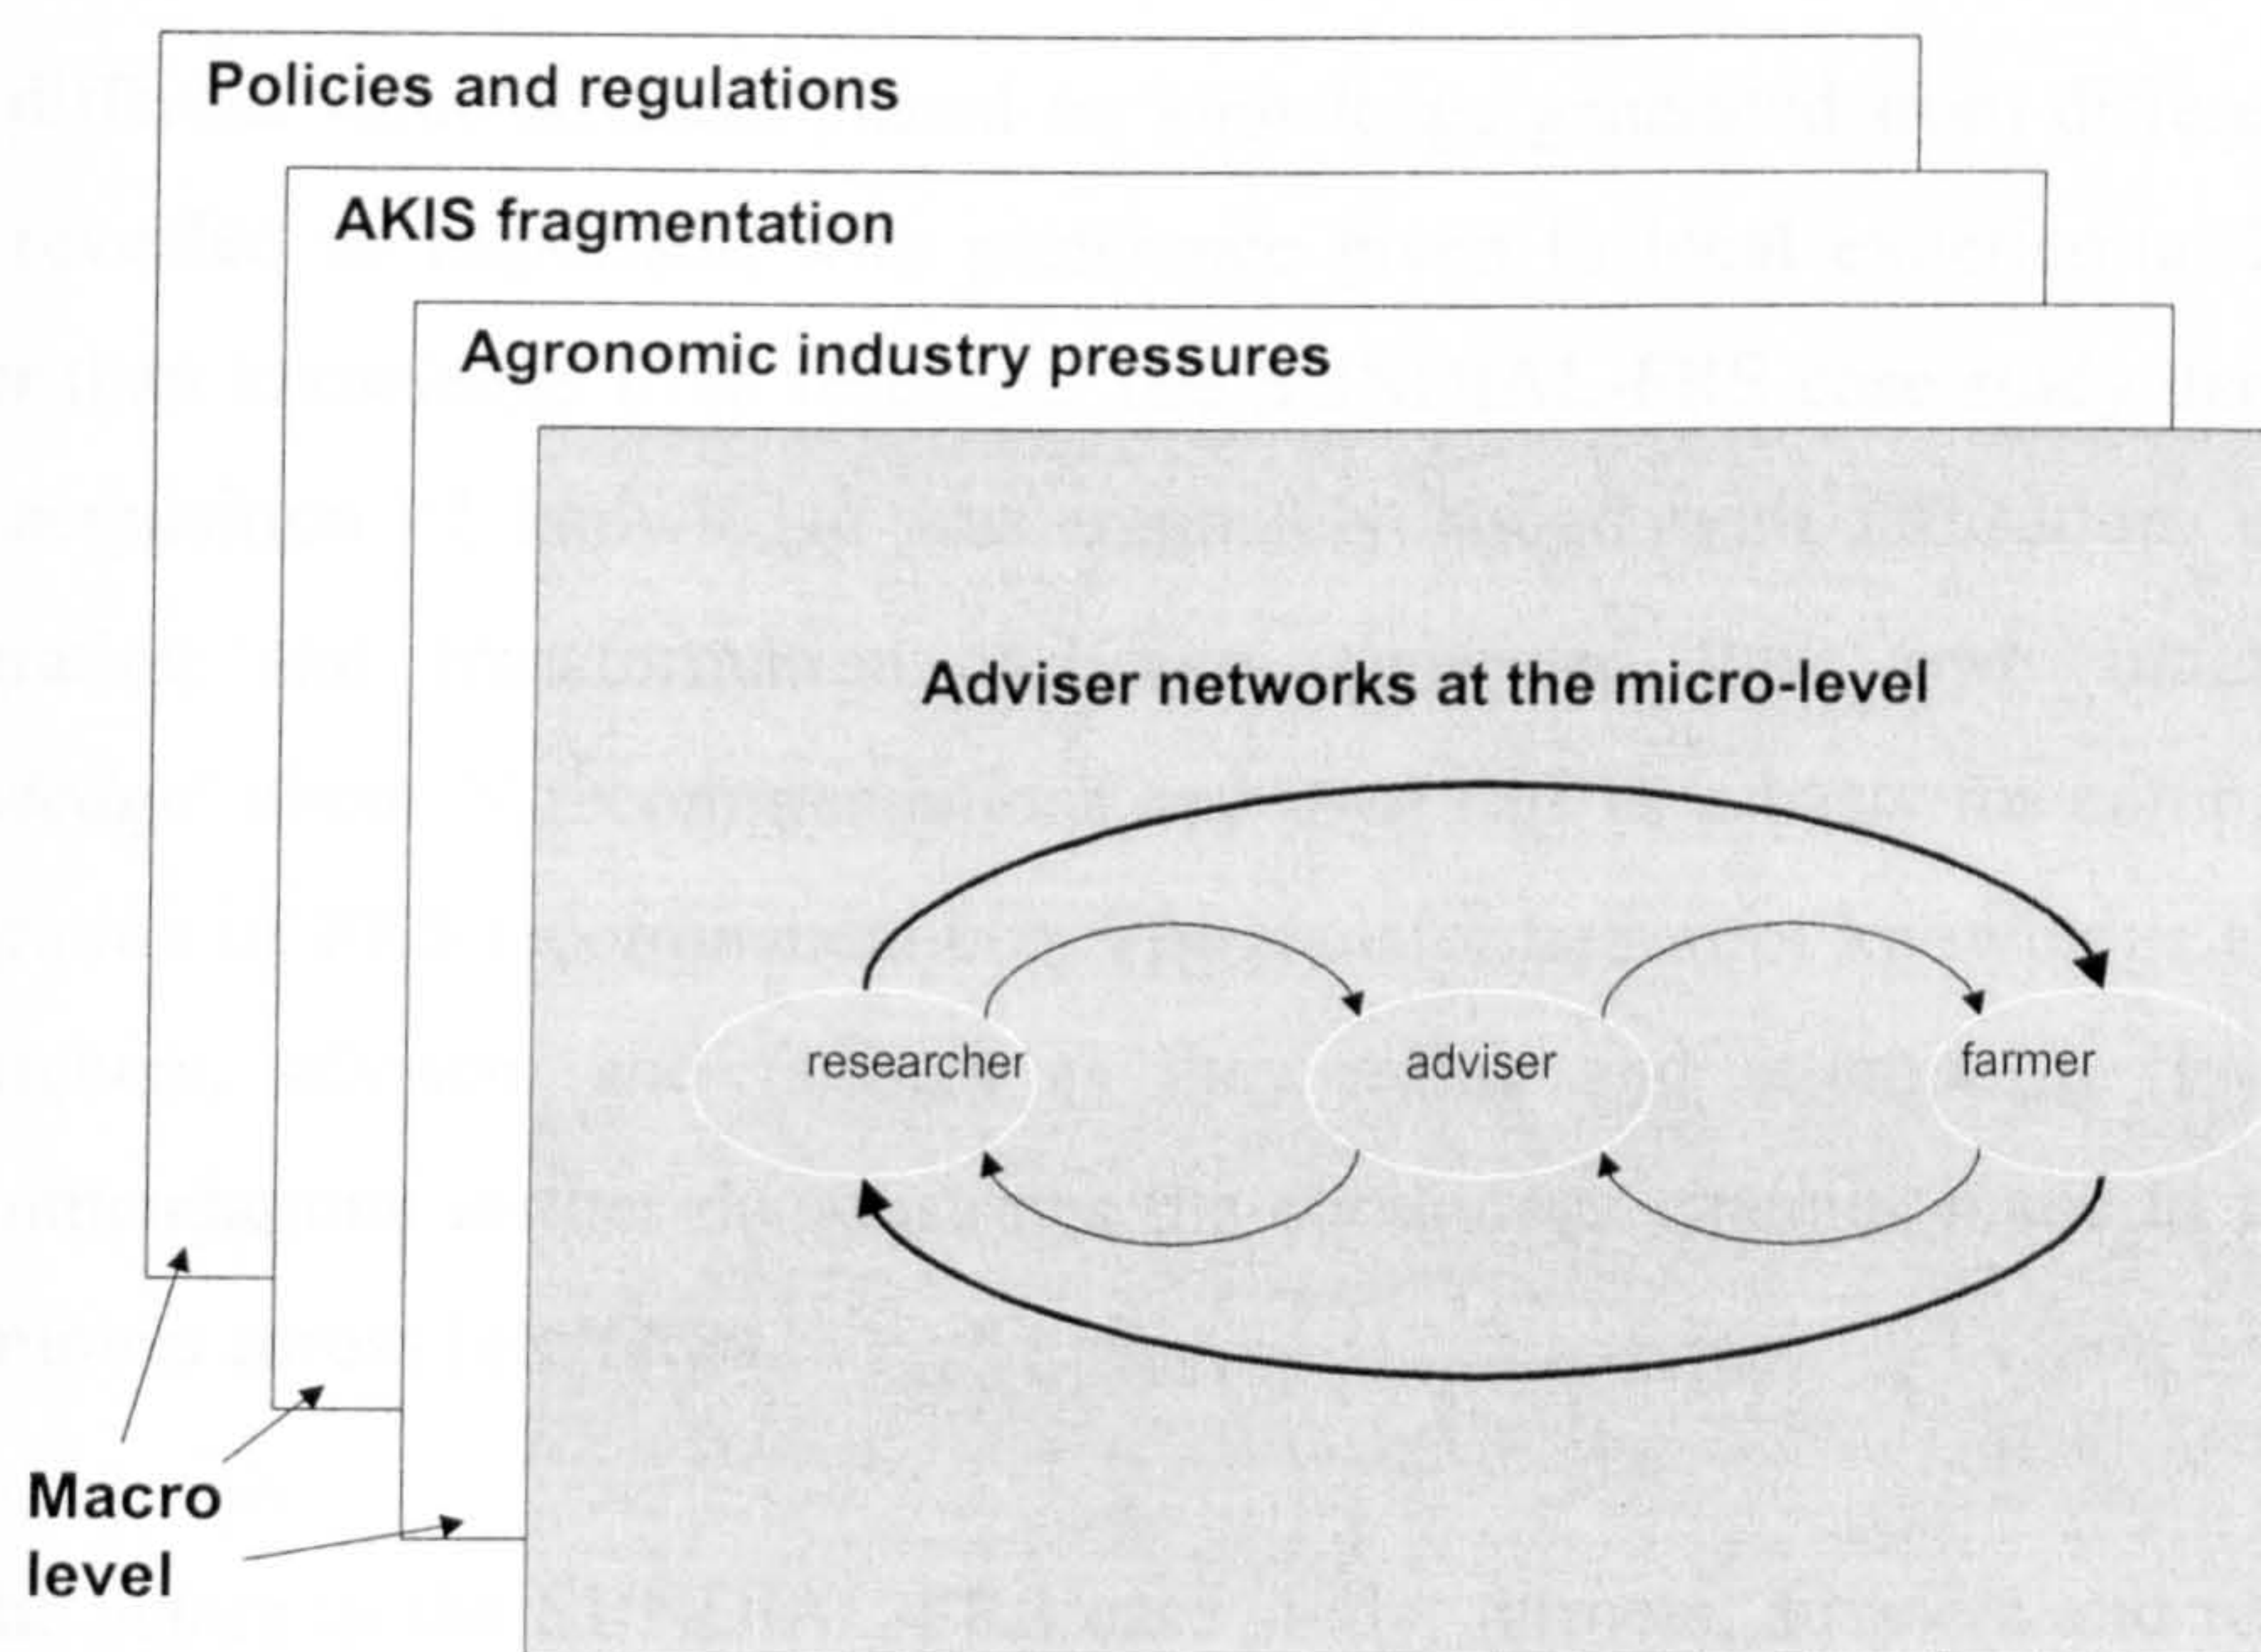 Policies and regulations
AKIS fragmentation
Agronomic industry pressures
Adviser networks at the micro-level
researcher
adviser
farmer
Macro
level